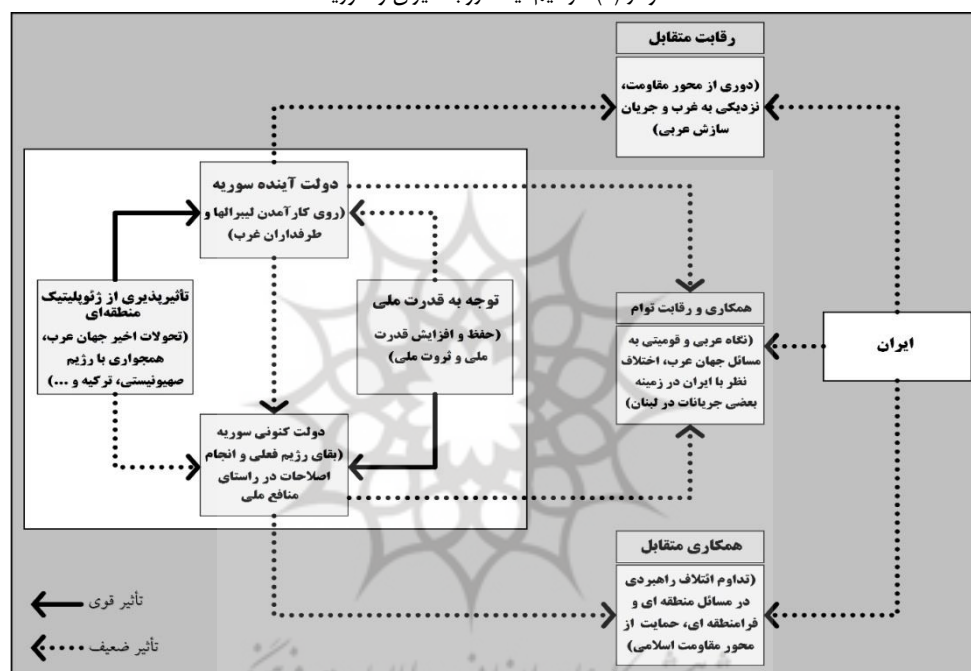 رقابت متقابل
(دوری از محور مقاومت،
نزدیکی به غرب و جریان
سازش عربی)
دولت آینده سوریه
(روی کارآمدن لیبرالها و
طرفداران غرب)
تأثیرپذیری از ژئوپلیتیک
منطقه‌ای
(تحولات اخیر جهان عرب،
همجواری با رژیم
صهیونیستی، ترکیه و ...)
توجه به قدرت ملی
(حفظ و افزایش قدرت
ملی و ثروت ملی)
همکاری و رقابت توام
(نگاه عربی و قومیتی به
مسائل جهان عرب، اختلاف
نظر با ایران در زمینه
بعضی جریانات در لبنان)
ایران
دولت کنونی سوریه
(بقای رژیم فعلی و انجام
اصلاحات در راستای
منافع ملی
همکاری متقابل
(تداوم ائتلاف راهبردی
در مسائل منطقه ای و
فرامنطقه ای، حمایت از
محور مقاومت اسلامی)
تأثیر قوی
تأثیر ضعیف